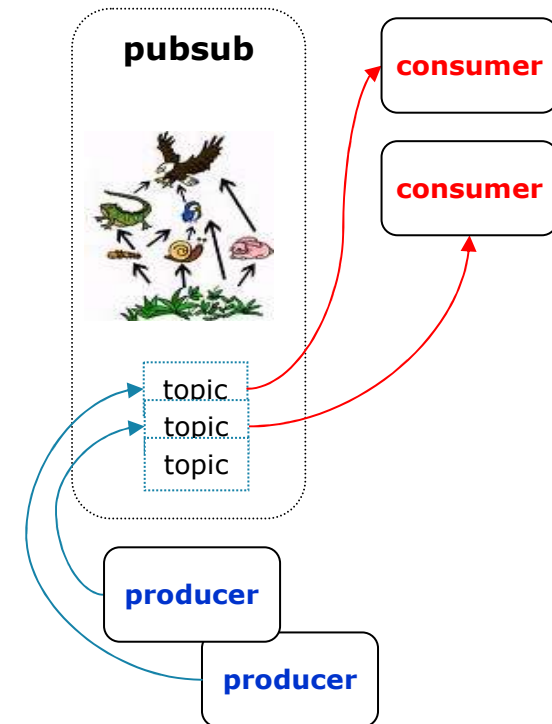 pubsub
consumer
consumer
topic
topic
topic
producer
producer